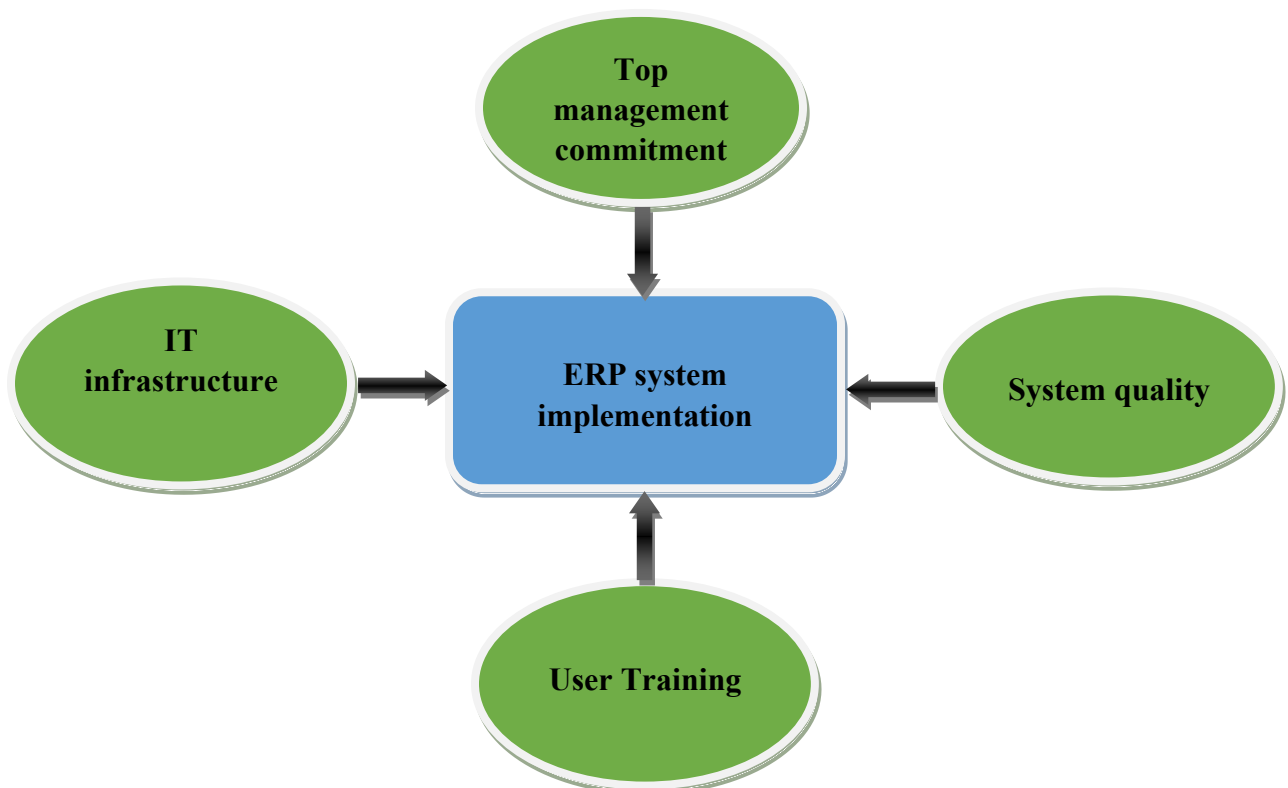 Top
management
commitment
IT
infrastructure
ERP system
implementation
System quality
User Training